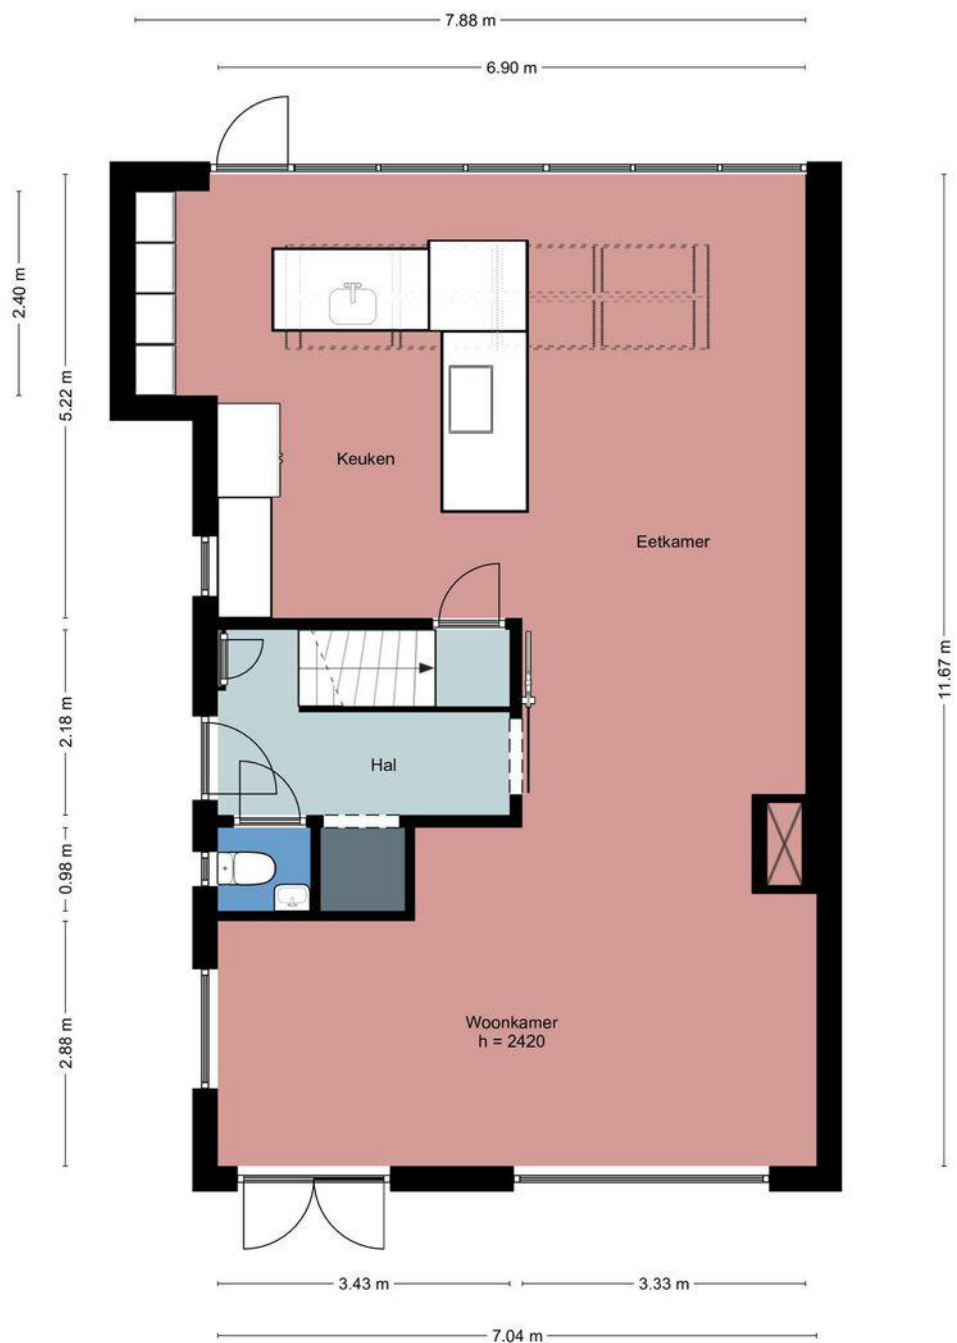 7.88 m
6.90 m
2.40 m
5.22 m
Keuken
Eetkamer
11.67 m
2.18 m
Hal
0.98 m
2.88 m
Woonkamer
h = 2420
3.43 m
3.33 m
7.04 m